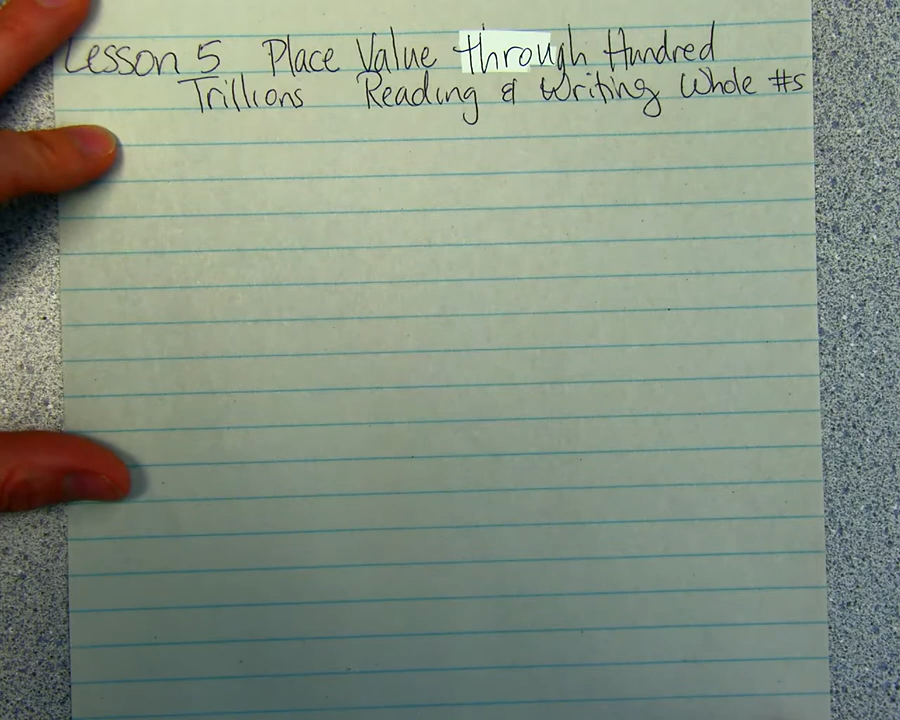 Lesson 5 Place Value through Hundred
Trillions Reading & Writing Whole #s